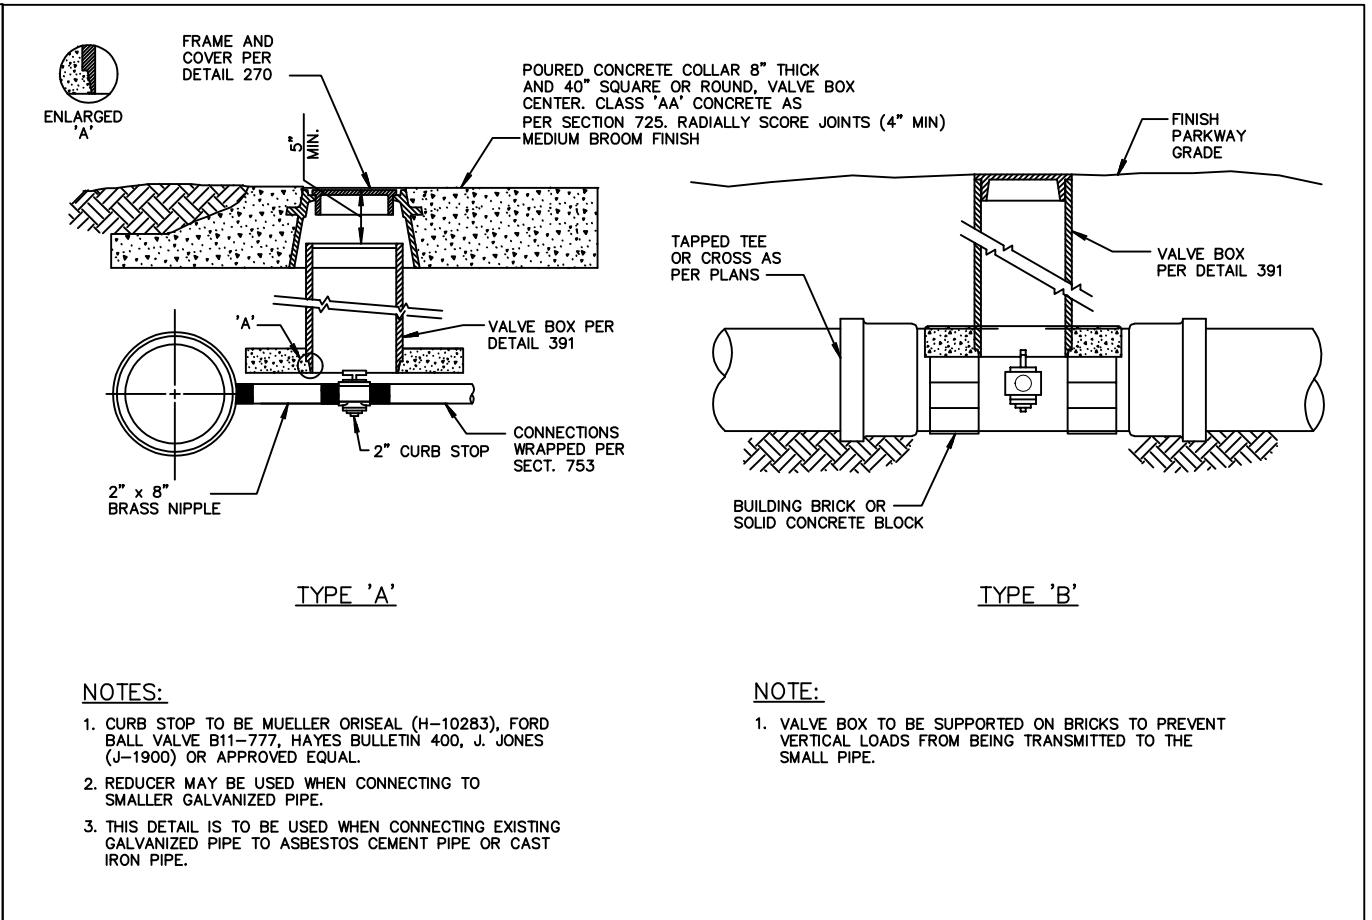 FRAME AND
COVER PER
DETAIL 270
ENLARGED
'A'
5" MIN.
POURED CONCRETE COLLAR 8" THICK
AND 40" SQUARE OR ROUND, VALVE BOX
CENTER. CLASS 'AA' CONCRETE AS
PER SECTION 725. RADIALLY SCORE JOINTS (4" MIN)
MEDIUM BROOM FINISH
'A'
VALVE BOX PER
DETAIL 391
2" CURB STOP
CONNECTIONS
WRAPPED PER
SECT. 753
2" x 8"
BRASS NIPPLE
TYPE 'A'
FINISH
PARKWAY
GRADE
TAPPED TEE
OR CROSS AS
PER PLANS
VALVE BOX
PER DETAIL 391
BUILDING BRICK OR
SOLID CONCRETE BLOCK
TYPE 'B'
NOTES:
1. CURB STOP TO BE MUELLER ORISEAL (H-10283), FORD
BALL VALVE B11-777, HAYES BULLETIN 400, J. JONES
(J-1900) OR APPROVED EQUAL.
2. REDUCER MAY BE USED WHEN CONNECTING TO
SMALLER GALVANIZED PIPE.
3. THIS DETAIL IS TO BE USED WHEN CONNECTING EXISTING
GALVANIZED PIPE TO ASBESTOS CEMENT PIPE OR CAST
IRON PIPE.
NOTE:
1. VALVE BOX TO BE SUPPORTED ON BRICKS TO PREVENT
VERTICAL LOADS FROM BEING TRANSMITTED TO THE
SMALL PIPE.